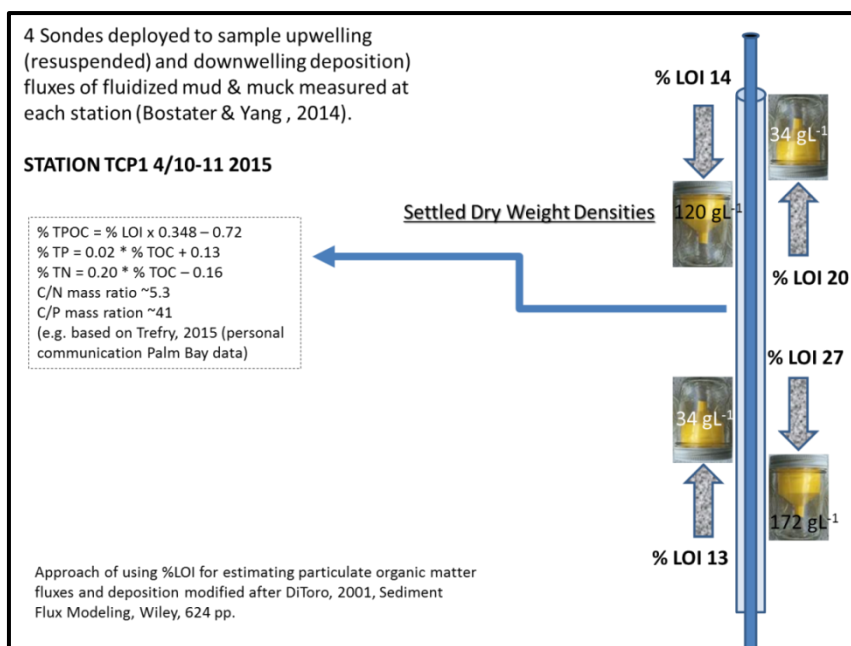 4 Sondes deployed to sample upwelling
(resuspended) and downwelling deposition)
fluxes of fluidized mud & muck measured at
each station (Bostater & Yang , 2014).
STATION TCP1 4/10-11 2015
% TPOC = % LOI x 0.348 – 0.72
% TP = 0.02 * % TOC + 0.13
% TN = 0.20 * % TOC – 0.16
C/N mass ratio ~5.3
C/P mass ration ~41
(e.g. based on Trefry, 2015 (personal
communication Palm Bay data)
Settled Dry Weight Densities
% LOI 14
34 gL⁻¹
120 gL⁻¹
% LOI 20
% LOI 27
34 gL⁻¹
172 gL⁻¹
% LOI 13
Approach of using %LOI for estimating particulate organic matter
fluxes and deposition modified after DiToro, 2001, Sediment
Flux Modeling, Wiley, 624 pp.